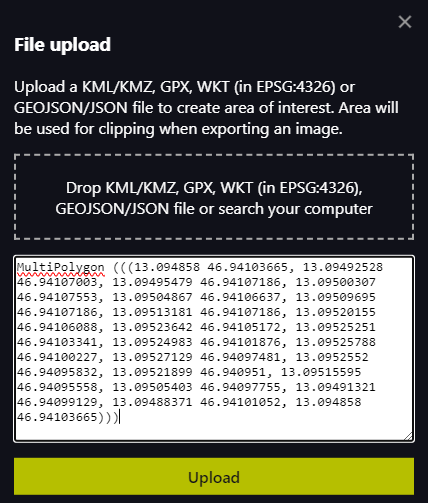 ×
File upload
Upload a KML/KMZ, GPX, WKT (in EPSG:4326) or
GEOJSON/JSON file to create area of interest. Area will
be used for clipping when exporting an image.
Drop KML/KMZ, GPX, WKT (in EPSG:4326),
GEOJSON/JSON file or search your computer
MultiPolygon (((13.094858 46.94103665, 13.09492528
46.94107003, 13.09495479 46.94107186, 13.09500307
46.94107553, 13.09504867 46.94106637, 13.09509695
46.94107186, 13.09513181 46.94107186, 13.09520155
46.94106088, 13.09523642 46.94105172, 13.09525251
46.94103341, 13.09524983 46.94101876, 13.09525788
46.94100227, 13.09527129 46.94097481, 13.0952552
46.94095832, 13.09521899 46.940951, 13.09515595
46.94095558, 13.09505403 46.94097755, 13.09491321
46.94099129, 13.09488371 46.94101052, 13.094858
46.94103665)))
Upload